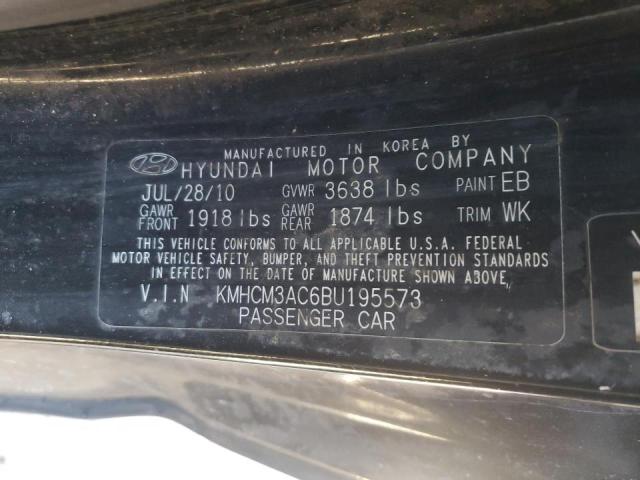 MANUFACTURED IN KOREA BY
HYUNDAI MOTOR COMPANY
JUL/28/10 GVWR 3638 lbs PAINT EB
GAWR FRONT 1918 lbs GAWR REAR 1874 lbs TRIM WK
THIS VEHICLE CONFORMS TO ALL APPLICABLE U.S.A. FEDERAL
MOTOR VEHICLE SAFETY, BUMPER, AND THEFT PREVENTION STANDARDS
IN EFFECT ON THE DATE OF MANUFACTURE SHOWN ABOVE,
V.I.N KMHCM3AC6BU195573
PASSENGER CAR